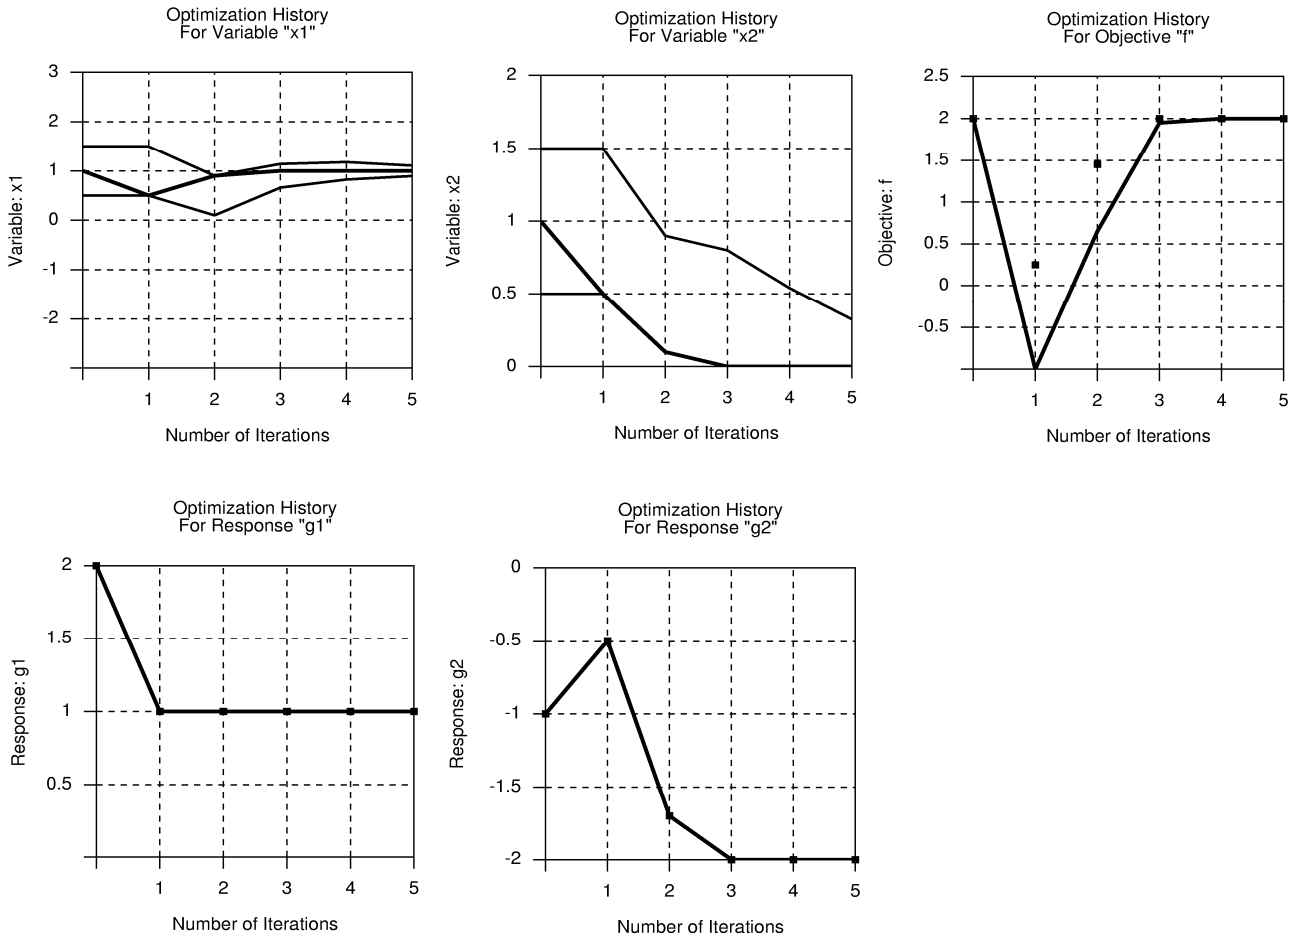 Optimization History
For Variable "x1"
3
2
1
0
-1
-2
Variable: x1
1 2 3 4 5
Number of Iterations
Optimization History
For Variable "x2"
2
1.5
1
0.5
0
Variable: x2
1 2 3 4 5
Number of Iterations
Optimization History
For Objective "f"
2.5
2
1.5
1
0.5
0
-0.5
Objective: f
1 2 3 4 5
Number of Iterations
Optimization History
For Response "g1"
2
1.5
1
0.5
Response: g1
1 2 3 4 5
Number of Iterations
Optimization History
For Response "g2"
0
-0.5
-1
-1.5
-2
Response: g2
1 2 3 4 5
Number of Iterations